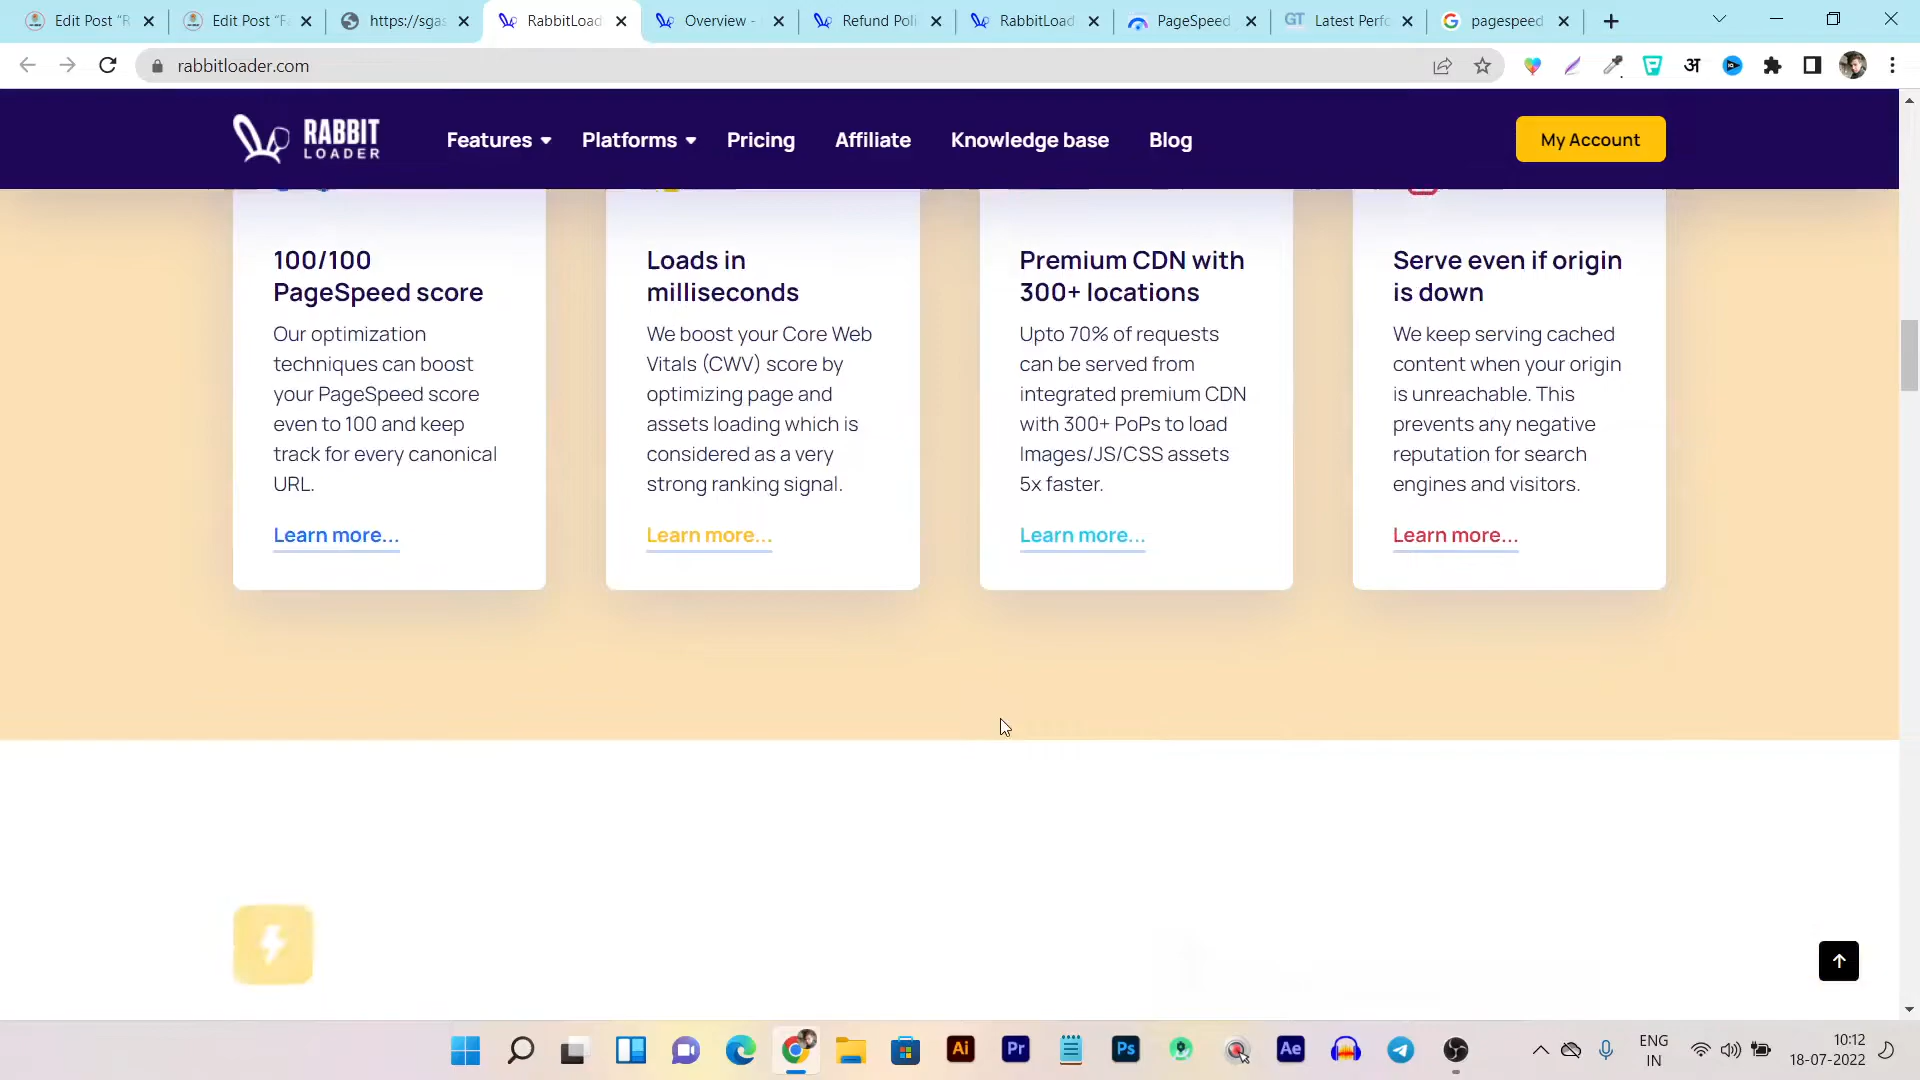 Edit Post "R
Edit Post "F
https://sgas
RabbitLoad
Overview -
Refund Poli
RabbitLoad
PageSpeed
GT
Latest Perfo
pagespeed
rabbitloader.com
अ
RABBIT
LOADER
Features
Platforms
Pricing
Affiliate
Knowledge base
Blog
My Account
100/100
PageSpeed score
Our optimization
techniques can boost
your PageSpeed score
even to 100 and keep
track for every canonical
URL.
Learn more...
Loads in
milliseconds
We boost your Core Web
Vitals (CWV) score by
optimizing page and
assets loading which is
considered as a very
strong ranking signal.
Learn more...
Premium CDN with
300+ locations
Upto 70% of requests
can be served from
integrated premium CDN
with 300+ PoPs to load
Images/JS/CSS assets
5x faster.
Learn more...
Serve even if origin
is down
We keep serving cached
content when your origin
is unreachable. This
prevents any negative
reputation for search
engines and visitors.
Learn more...
Ai
Pr
Ps
Ae
ENG
IN
10:12
18-07-2022